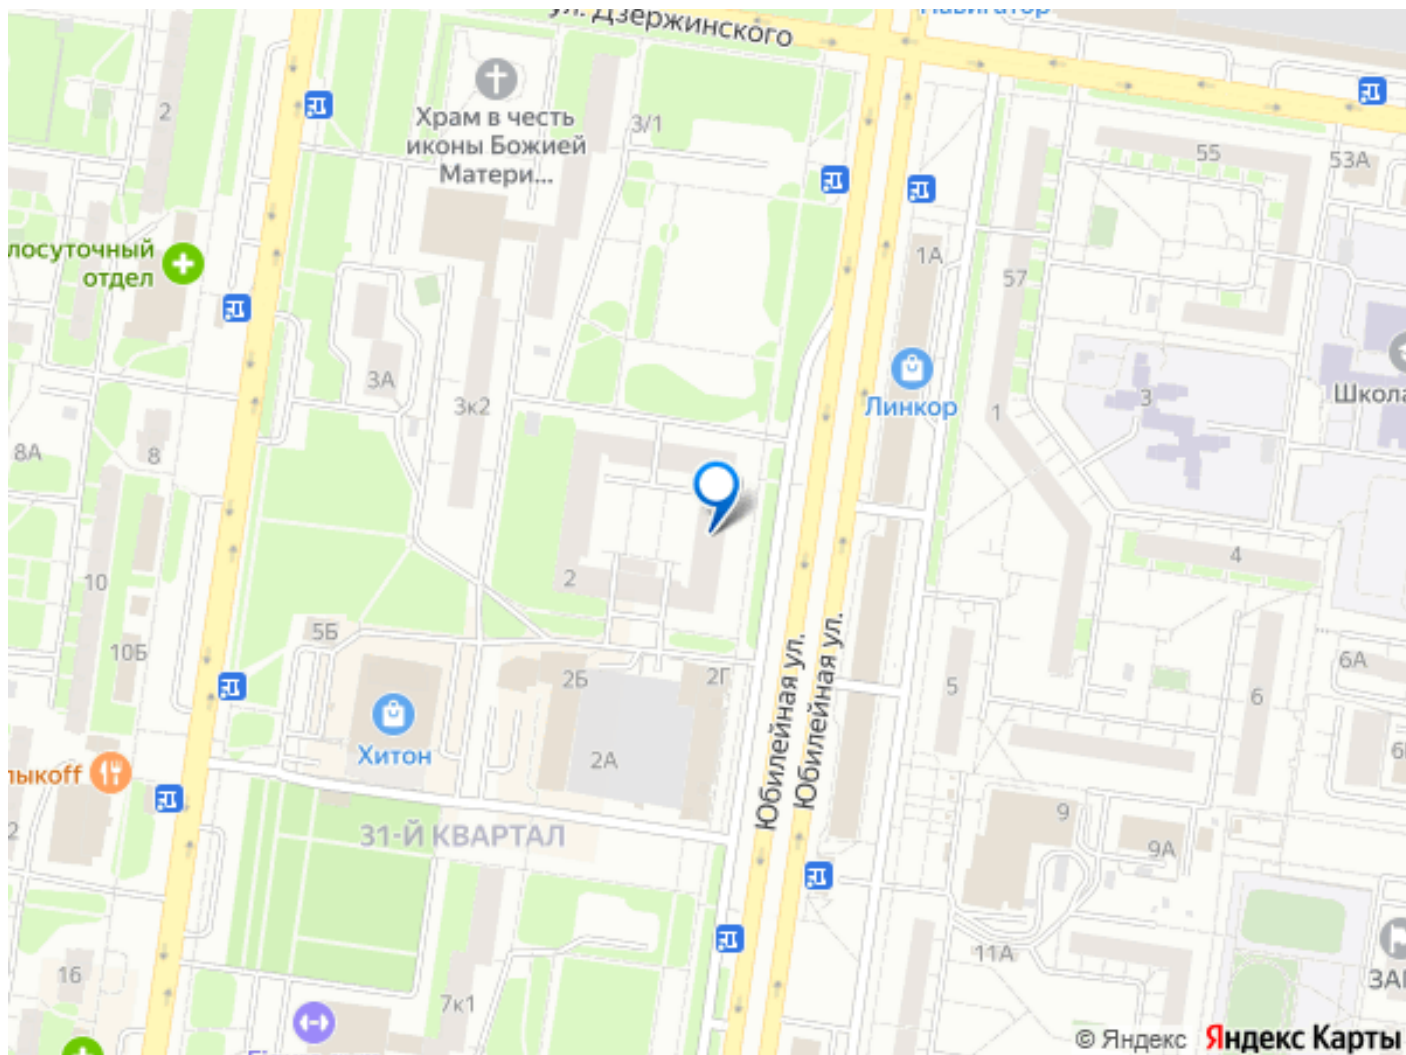 Навигатор
ул. Дзержинского
2
Храм в честь
иконы Божией
Матери...
3/1
55
53А
лосуточный
отдел
1А
57
3А
3к2
Линкор
1
3
Школа
8А
8
10
2
4
10Б
5Б
2Б
2Г
Юбилейная ул.
Юбилейная ул.
5
6А
6
Хитон
2А
лыкoff
31-Й КВАРТАЛ
9
9А
2
11А
16
7к1
© Яндекс Яндекс Карты